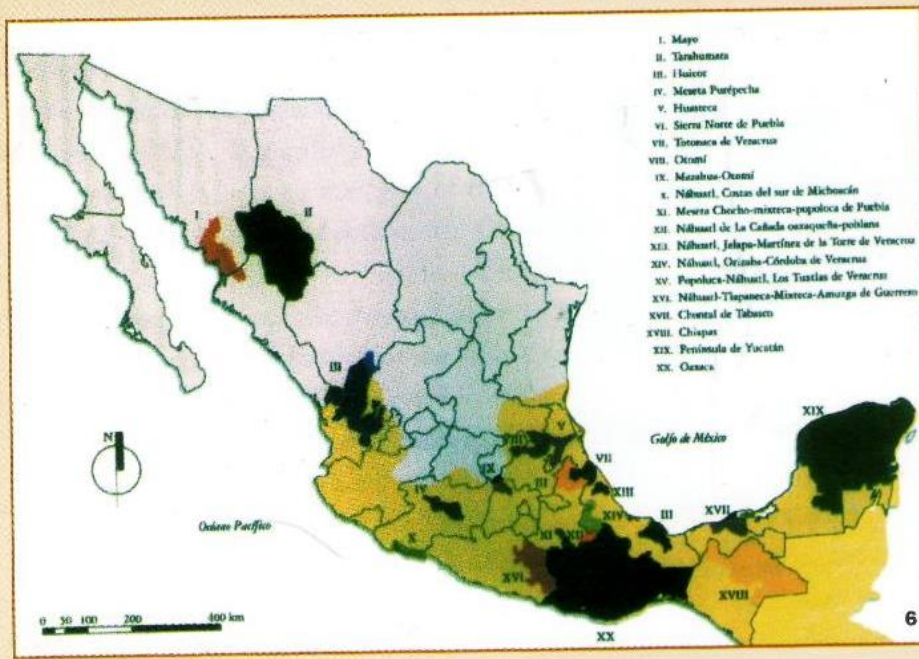 I. Mayo
II. Tarahumara
III. Huicot
IV. Meseta Purépecha
V. Huasteca
VI. Sierra Norte de Puebla
VII. Totonaca de Veracruz
VIII. Otomí
IX. Mazahua-Otomí
X. Náhuatl, Costas del sur de Michoacán
XI. Meseta Chocho-mixteca-popoloca de Puebla
XII. Náhuatl de La Cañada oaxaqueña-poblana
XIII. Náhuatl, Jalapa-Martínez de la Torre de Veracruz
XIV. Náhuatl, Orizaba-Córdoba de Veracruz
XV. Popoluca-Náhuatl, Los Tuxtlas de Veracruz
XVI. Náhuatl-Tlapaneca-Mixteca-Amuzga de Guerrero
XVII. Chontal de Tabasco
XVIII. Chiapas
XIX. Península de Yucatán
XX. Oaxaca
I
II
III
XIX
V
Golfo de México
VIII
VII
N
IX
III
XIII
IV
XIV
III
XVII
Océano Pacífico
X
XI
XII
XVI
XVIII
0 50 100 200 400 km
XX
6